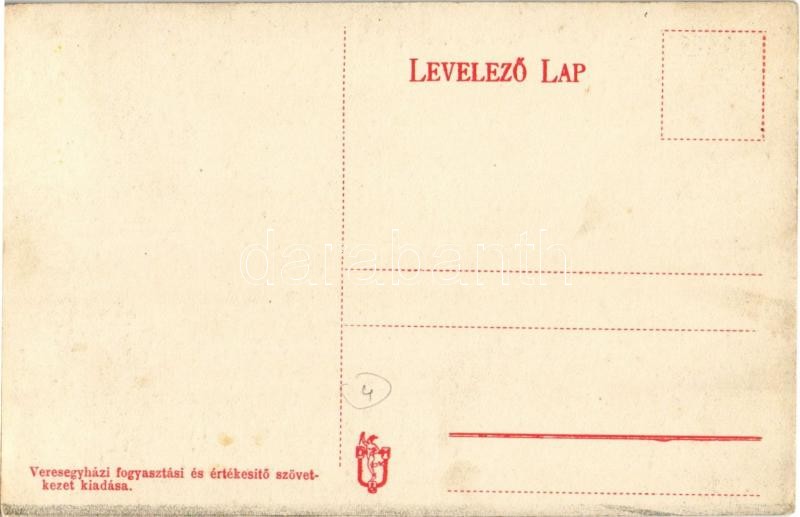 LEVELEZŐ LAP
darabanth
4
Veresegyházi fogyasztási és értékesitő szövet-
kezet kiadása.